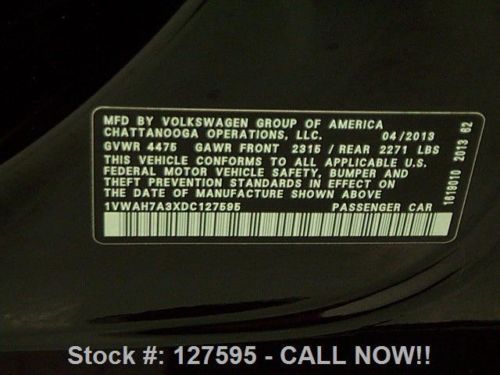 MFD BY VOLKSWAGEN GROUP OF AMERICA
CHATTANOOGA OPERATIONS, LLC. 04/2013
GVWR 4475 GAWR FRONT 2315 / REAR 2271 LBS
THIS VEHICLE CONFORMS TO ALL APPLICABLE U.S.
FEDERAL MOTOR VEHICLE SAFETY, BUMPER AND
THEFT PREVENTION STANDARDS IN EFFECT ON
THE DATE OF MANUFACTURE SHOWN ABOVE
1VWAH7A3XDC127595 PASSENGER CAR
1619010 2013 62
Stock #: 127595 - CALL NOW!!